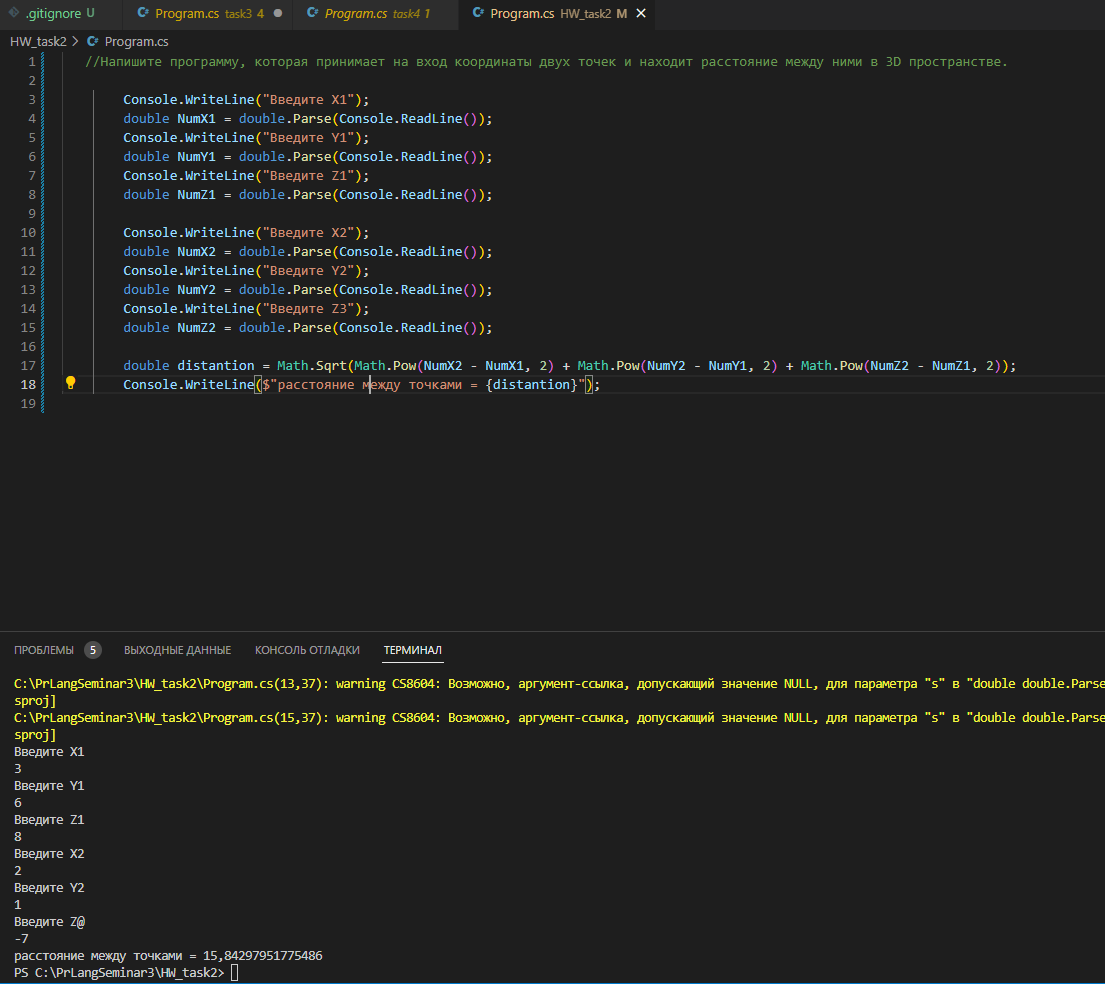 .gitignore U C# Program.cs task3 4 ● C# Program.cs task4 1 C# Program.cs HW_task2 M ✕
HW_task2 > C# Program.cs
1 //Напишите программу, которая принимает на вход координаты двух точек и находит расстояние между ними в 3D пространстве.
2
3 Console.WriteLine("Введите X1");
4 double NumX1 = double.Parse(Console.ReadLine());
5 Console.WriteLine("Введите Y1");
6 double NumY1 = double.Parse(Console.ReadLine());
7 Console.WriteLine("Введите Z1");
8 double NumZ1 = double.Parse(Console.ReadLine());
9
10 Console.WriteLine("Введите X2");
11 double NumX2 = double.Parse(Console.ReadLine());
12 Console.WriteLine("Введите Y2");
13 double NumY2 = double.Parse(Console.ReadLine());
14 Console.WriteLine("Введите Z3");
15 double NumZ2 = double.Parse(Console.ReadLine());
16
17 double distantion = Math.Sqrt(Math.Pow(NumX2 - NumX1, 2) + Math.Pow(NumY2 - NumY1, 2) + Math.Pow(NumZ2 - NumZ1, 2));
18 Console.WriteLine($"расстояние между точками = {distantion}");
19
ПРОБЛЕМЫ 5 ВЫХОДНЫЕ ДАННЫЕ КОНСОЛЬ ОТЛАДКИ ТЕРМИНАЛ
C:\PrLangSeminar3\HW_task2\Program.cs(13,37): warning CS8604: Возможно, аргумент-ссылка, допускающий значение NULL, для параметра "s" в "double double.Parse
sproj]
C:\PrLangSeminar3\HW_task2\Program.cs(15,37): warning CS8604: Возможно, аргумент-ссылка, допускающий значение NULL, для параметра "s" в "double double.Parse
sproj]
Введите X1
3
Введите Y1
6
Введите Z1
8
Введите X2
2
Введите Y2
1
Введите Z@
-7
расстояние между точками = 15,84297951775486
PS C:\PrLangSeminar3\HW_task2>